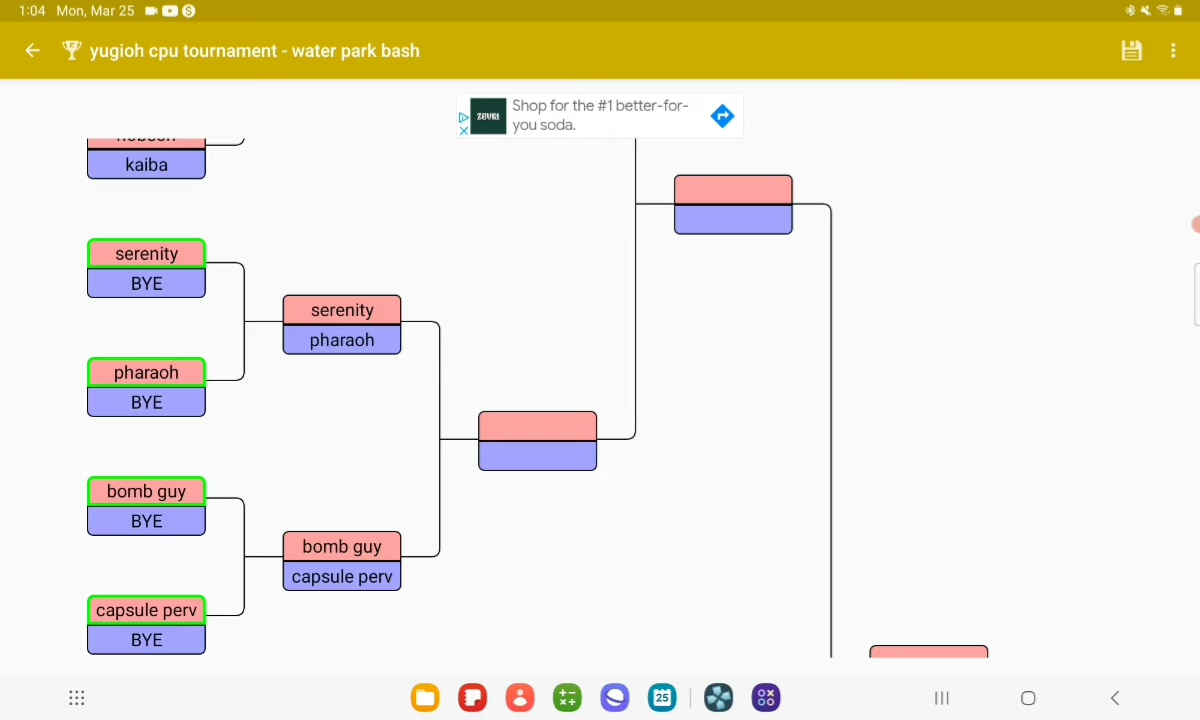 1:04 Mon, Mar 25
yugioh cpu tournament - water park bash
ZEVIA
Shop for the #1 better-for-
you soda.
kaiba
serenity
BYE
serenity
pharaoh
pharaoh
BYE
bomb guy
BYE
bomb guy
capsule perv
capsule perv
BYE
25